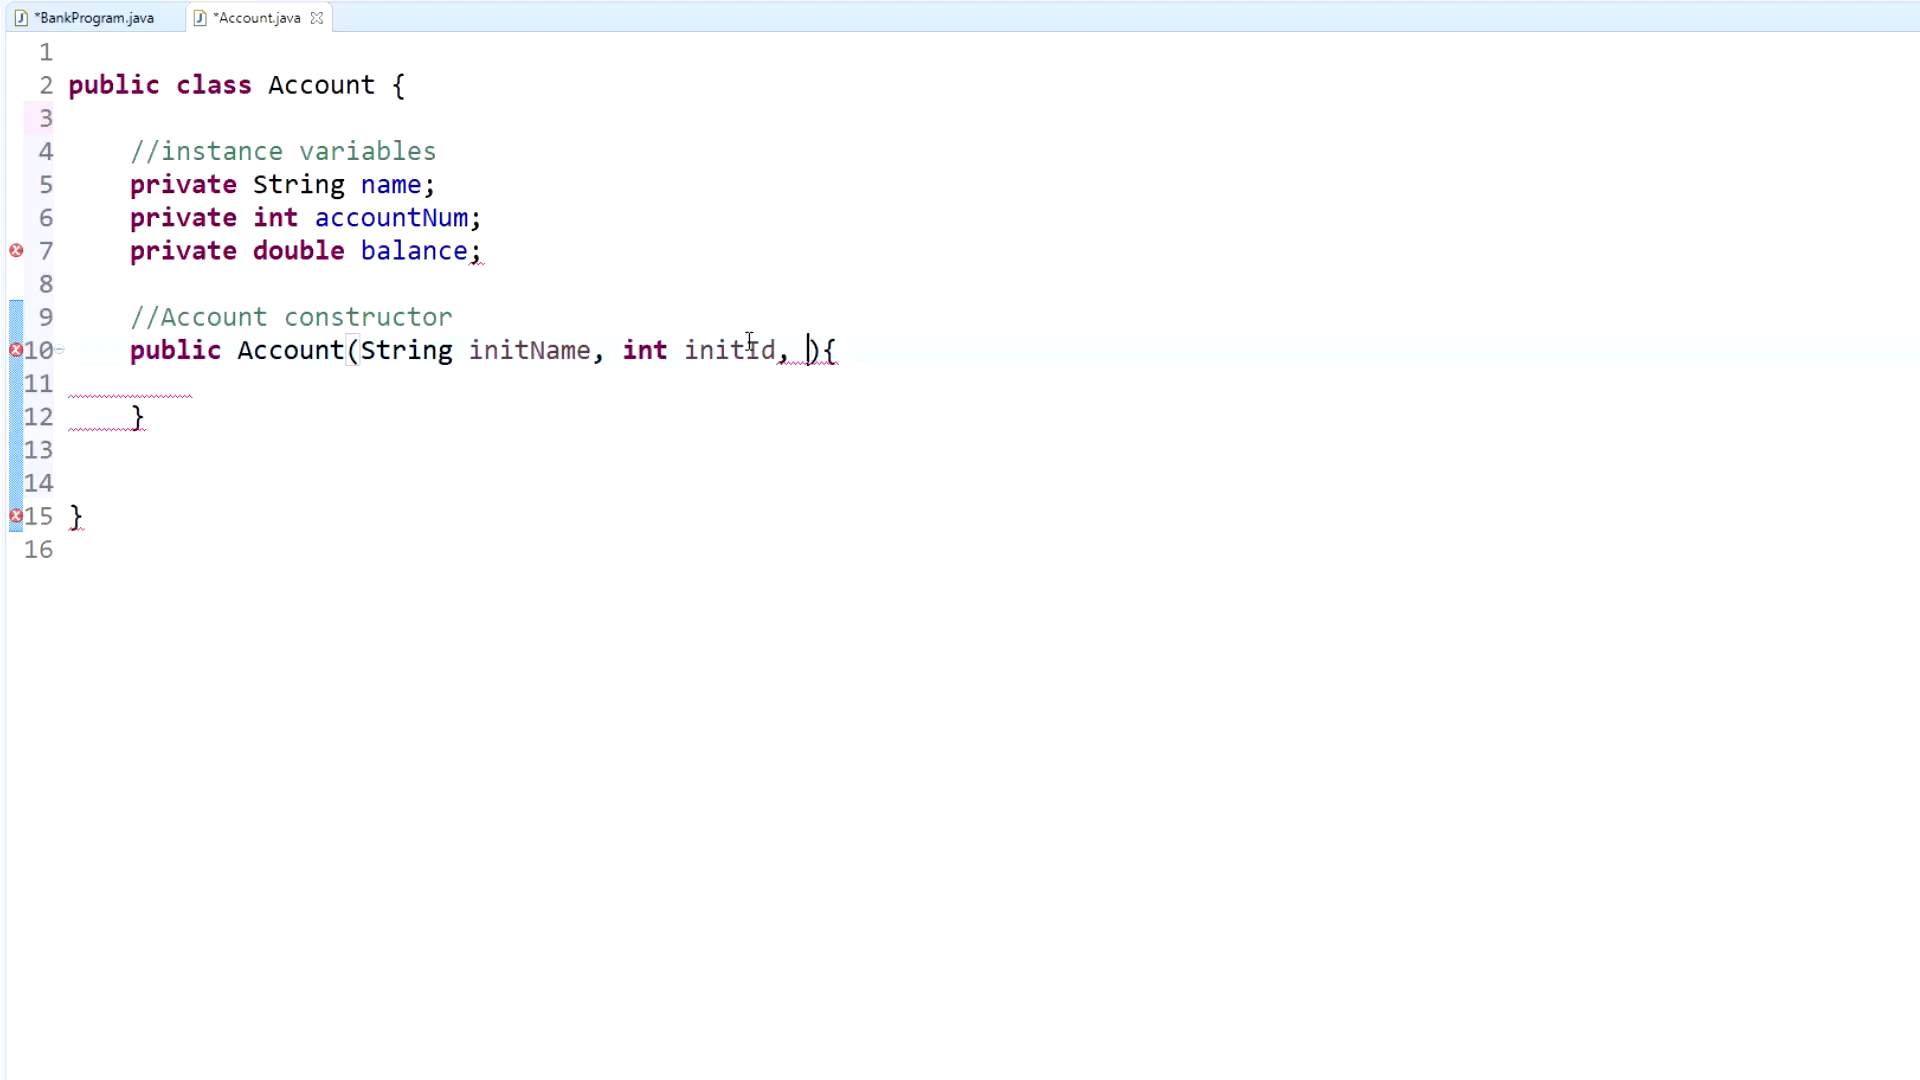 *BankProgram.java *Account.java
1
2 public class Account {
3
4 //instance variables
5 private String name;
6 private int accountNum;
7 private double balance;
8
9 //Account constructor
10 public Account(String initName, int initId, ){
11
12 }
13
14
15 }
16